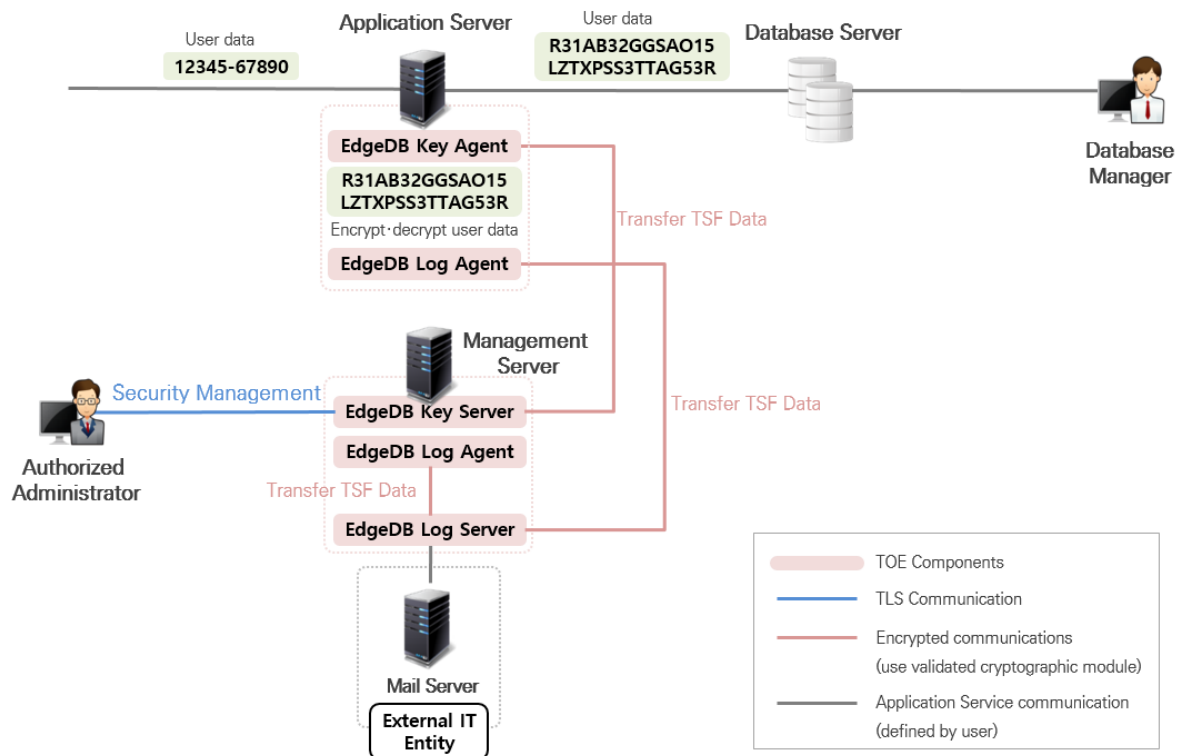 User data
12345-67890
Application Server
User data
R31AB32GGSAO15
LZTXPSS3TTAG53R
Database Server
Database
Manager
EdgeDB Key Agent
R31AB32GGSAO15
LZTXPSS3TTAG53R
Encrypt·decrypt user data
EdgeDB Log Agent
Transfer TSF Data
Management
Server
Security Management
Authorized
Administrator
EdgeDB Key Server
EdgeDB Log Agent
Transfer TSF Data
EdgeDB Log Server
Transfer TSF Data
Mail Server
External IT
Entity
TOE Components
TLS Communication
Encrypted communications
(use validated cryptographic module)
Application Service communication
(defined by user)